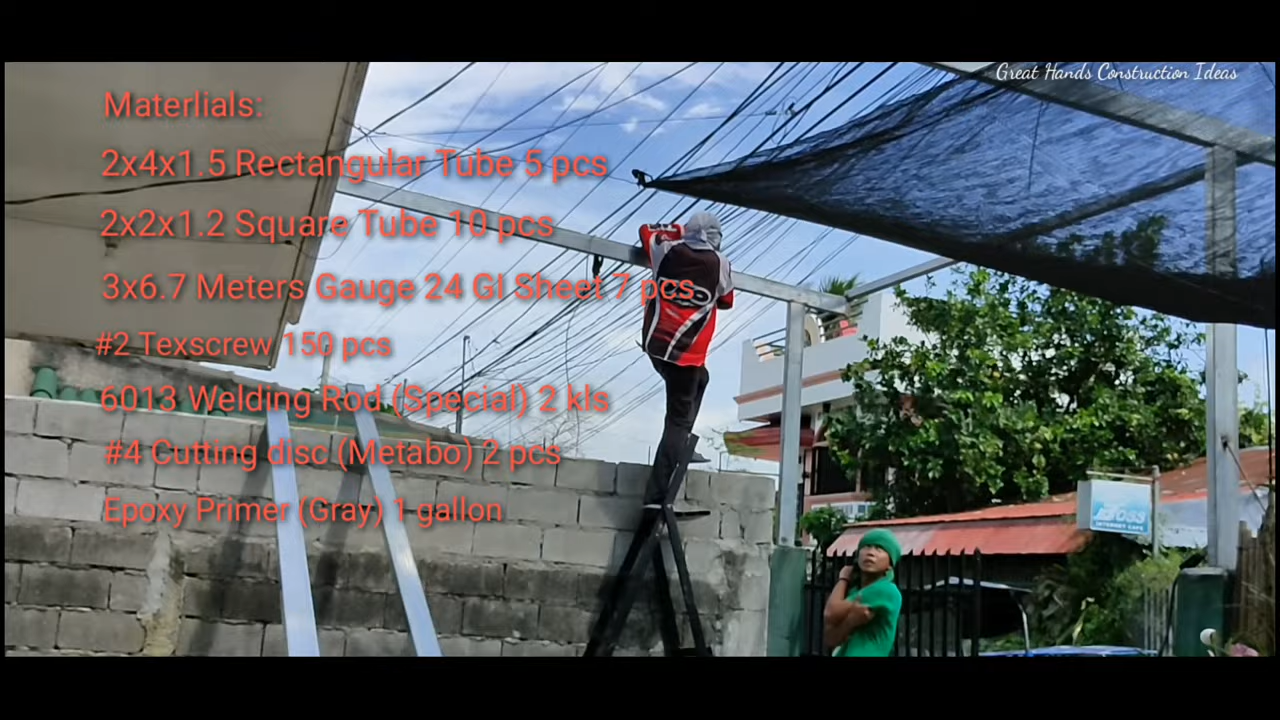 Great Hands Construction Ideas
Materlials:
2x4x1.5 Rectangular Tube 5 pcs
2x2x1.2 Square Tube 10 pcs
3x6.7 Meters Gauge 24 GI Sheet 7 pcs
#2 Texscrew 150 pcs
6013 Welding Rod (Special) 2 kls
#4 Cutting disc (Metabo) 2 pcs
Epoxy Primer (Gray) 1 gallon
INTERNET CAFE